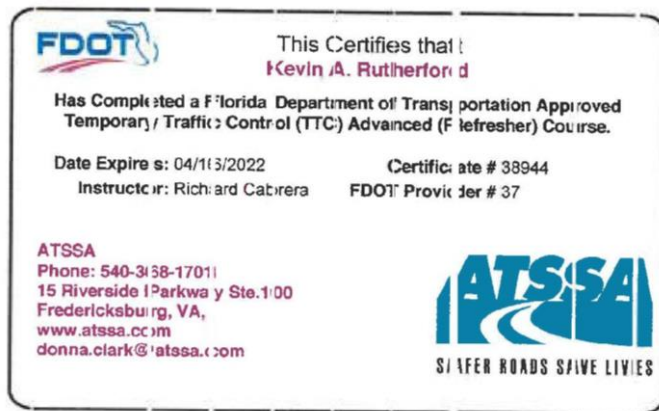 FDOT
This Certifies that
Kevin A. Rutherford
Has Completed a Florida Department of Transportation Approved
Temporary Traffic Control (TTC) Advanced (Refresher) Course.
Date Expires: 04/16/2022
Certificate # 38944
Instructor: Richard Cabrera
FDOT Provider # 37
ATSSA
Phone: 540-368-1701
15 Riverside Parkway Ste.100
Fredericksburg, VA,
www.atssa.com
donna.clark@atssa.com
ATSSA
SAFER ROADS SAVE LIVES